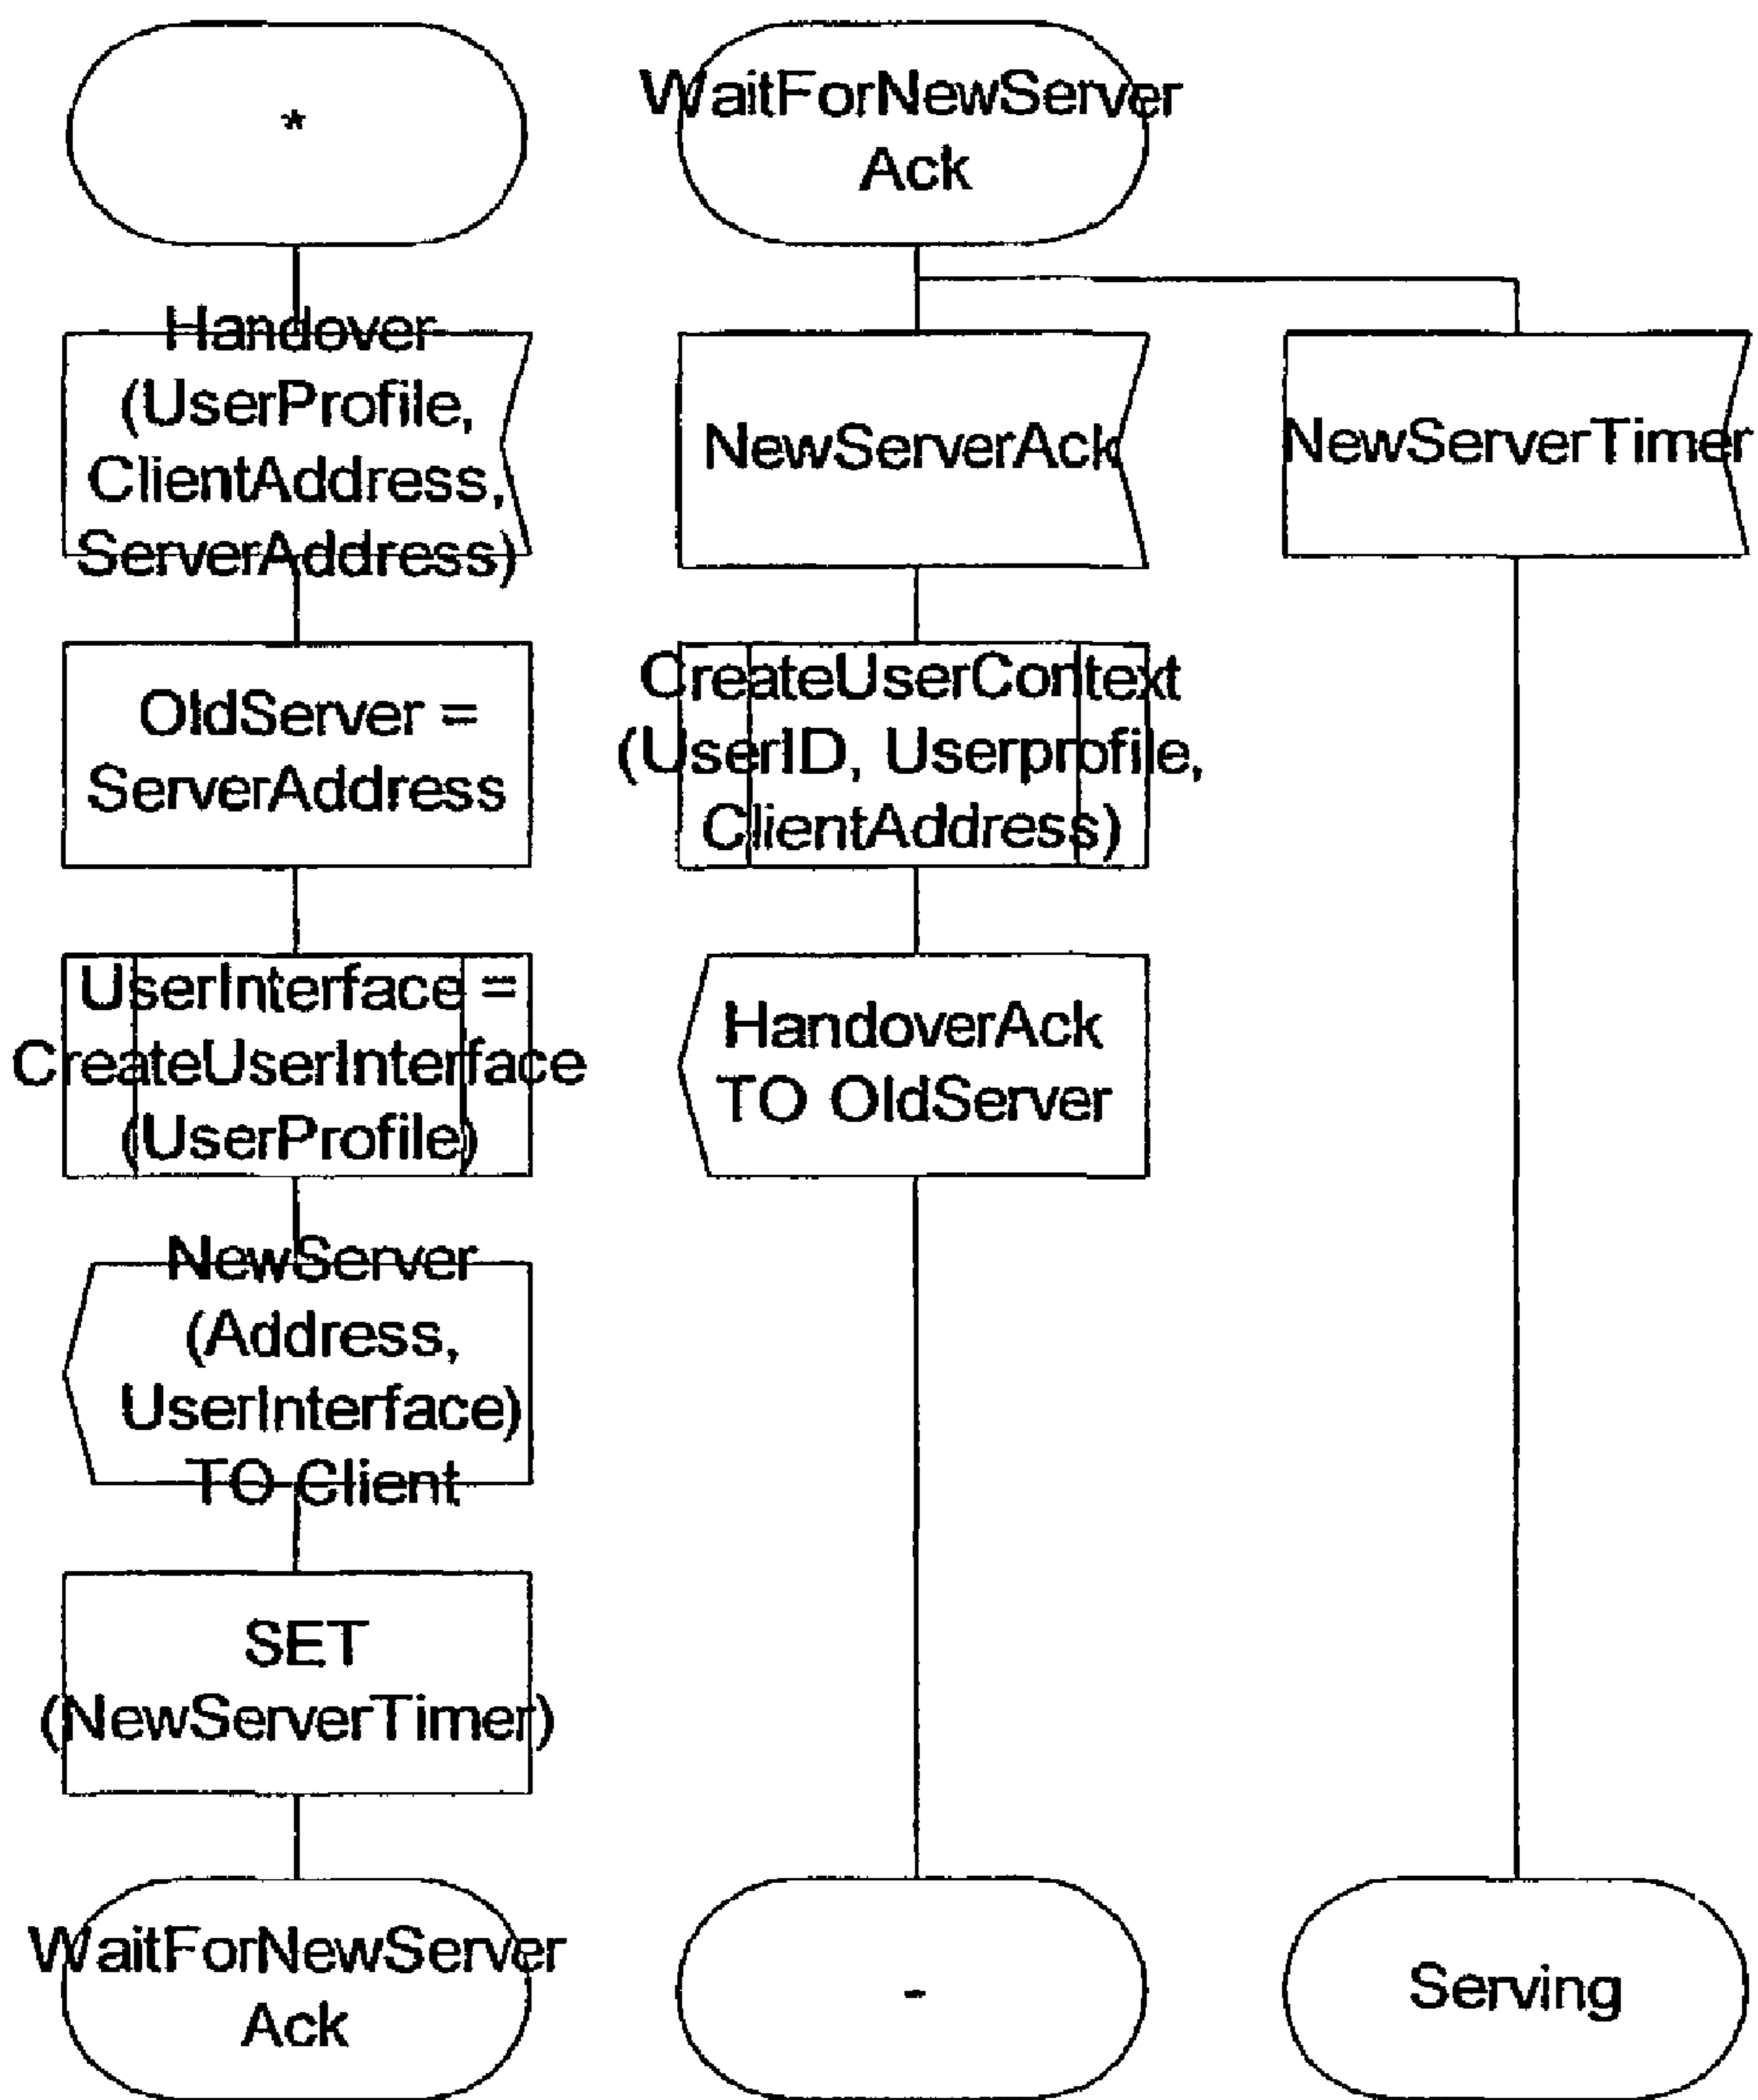 *
Handover
(UserProfile,
ClientAddress,
ServerAddress)
OldServer =
ServerAddress
UserInterface =
CreateUserInterface
(UserProfile)
NewServer
(Address,
UserInterface)
TO Client
SET
(NewServerTimer)
WaitForNewServer
Ack
WaitForNewServer
Ack
NewServerAck
CreateUserContext
(UserID, Userprofile,
ClientAddress)
HandoverAck
TO OldServer
-
NewServerTimer
Serving